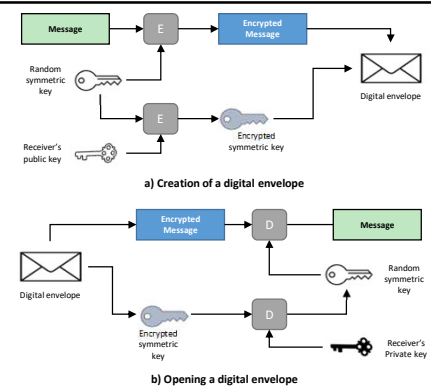 Message
E
Encrypted
Message
Random
symmetric
key
Digital envelope
E
Receiver's
public key
Encrypted
symmetric key
a) Creation of a digital envelope
Encrypted
Message
D
Message
Digital envelope
Random
symmetric
key
Encrypted
symmetric
key
D
Receiver's
Private key
b) Opening a digital envelope